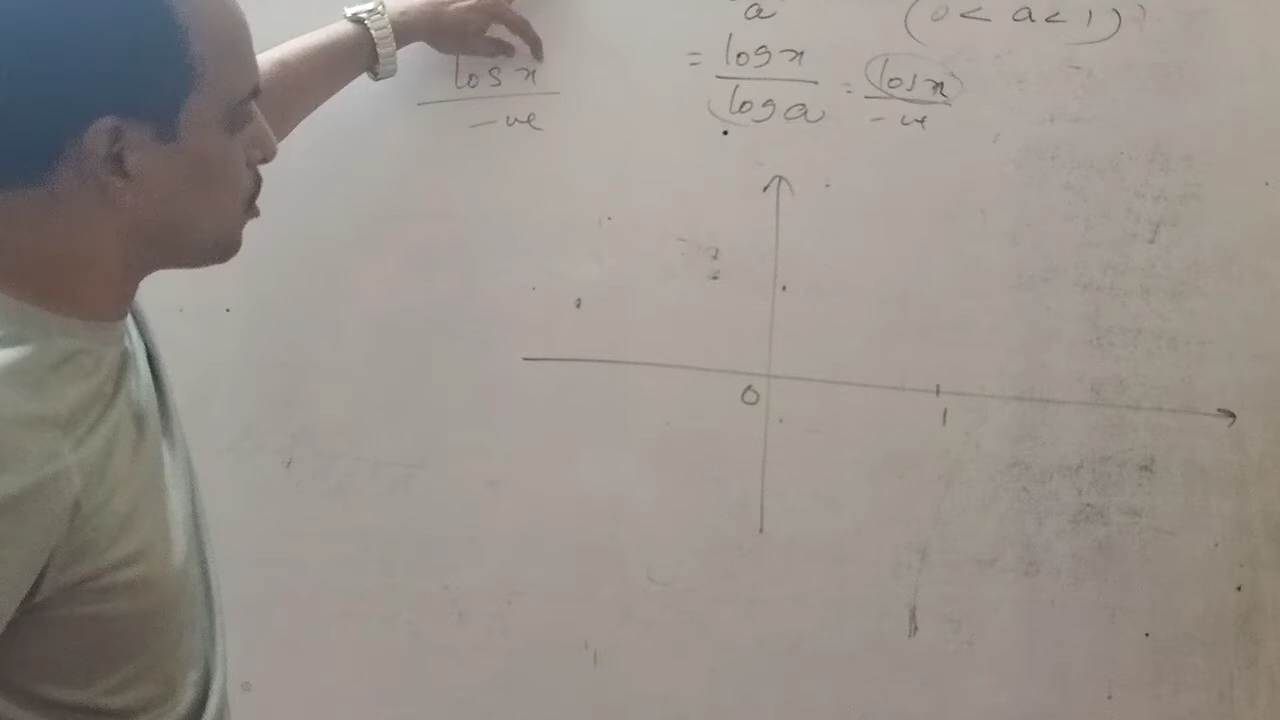 a (0 < a < 1)
log x / -ve
= log x / log a = log x / -ve
0
1